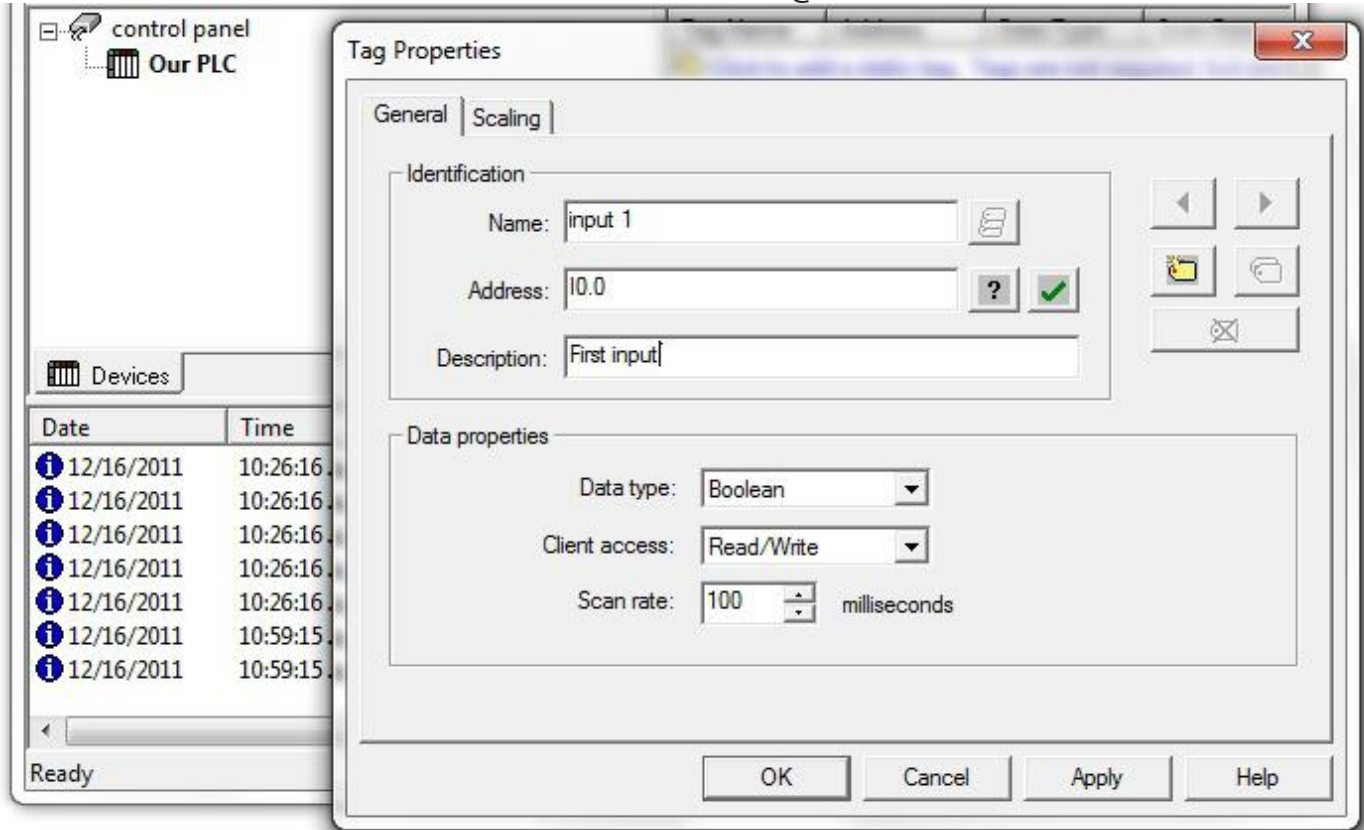 control panel
Our PLC
Tag Properties
General Scaling
Identification
Name: input 1
Address: I0.0
?
Description: First input
Devices
Date Time
12/16/2011 10:26:16
12/16/2011 10:26:16
12/16/2011 10:26:16
12/16/2011 10:26:16
12/16/2011 10:26:16
12/16/2011 10:59:15
12/16/2011 10:59:15
Ready
Data properties
Data type: Boolean
Client access: Read/Write
Scan rate: 100 milliseconds
OK Cancel Apply Help